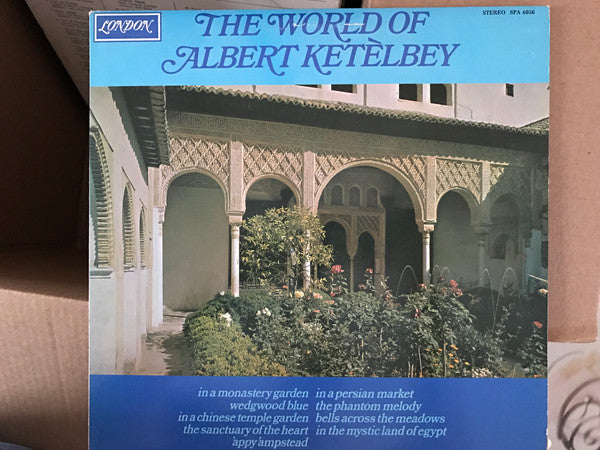 LONDON
THE WORLD OF
ALBERT KETÈLBEY
STEREO SPA 4056
in a monastery garden
wedgwood blue
in a chinese temple garden
the sanctuary of the heart
'appy 'ampstead
in a persian market
the phantom melody
bells across the meadows
in the mystic land of egypt